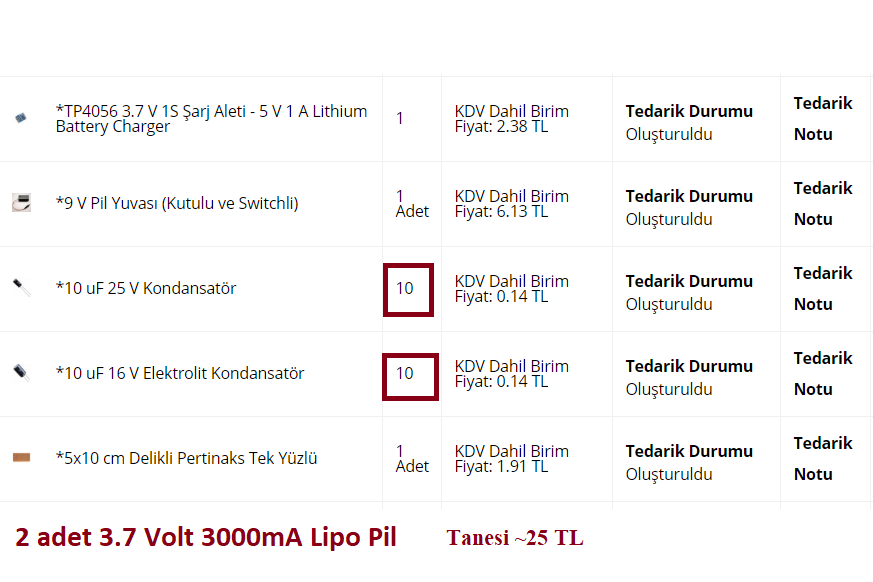 *TP4056 3.7 V 1S Şarj Aleti - 5 V 1 A Lithium
Battery Charger
1
KDV Dahil Birim
Fiyat: 2.38 TL
Tedarik Durumu
Oluşturuldu
Tedarik
Notu
*9 V Pil Yuvası (Kutulu ve Switchli)
1
Adet
KDV Dahil Birim
Fiyat: 6.13 TL
Tedarik Durumu
Oluşturuldu
Tedarik
Notu
*10 uF 25 V Kondansatör
10
KDV Dahil Birim
Fiyat: 0.14 TL
Tedarik Durumu
Oluşturuldu
Tedarik
Notu
*10 uF 16 V Elektrolit Kondansatör
10
KDV Dahil Birim
Fiyat: 0.14 TL
Tedarik Durumu
Oluşturuldu
Tedarik
Notu
*5x10 cm Delikli Pertinaks Tek Yüzlü
1
Adet
KDV Dahil Birim
Fiyat: 1.91 TL
Tedarik Durumu
Oluşturuldu
Tedarik
Notu
2 adet 3.7 Volt 3000mA Lipo Pil
Tanesi ~25 TL